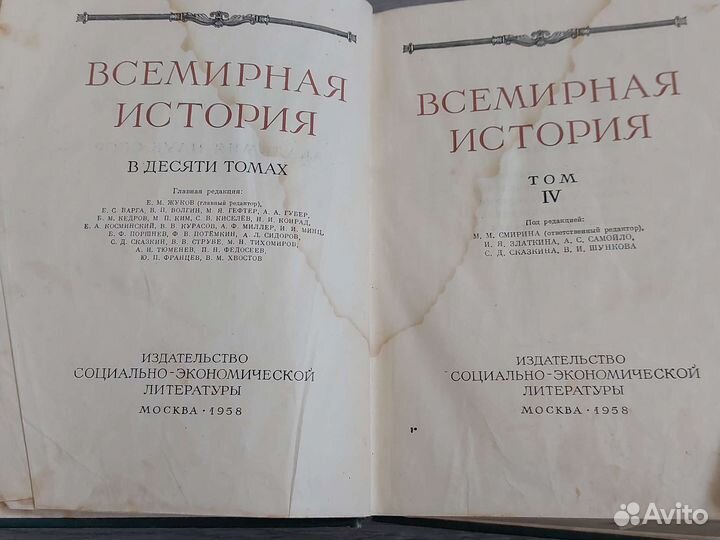 ВСЕМИРНАЯ
ИСТОРИЯ
В ДЕСЯТИ ТОМАХ
Главная редакция:
Е. М. ЖУКОВ (главный редактор),
Е. С. ВАРГА, В. П. ВОЛГИН, М. Я. ГЕФТЕР, А. А. ГУБЕР,
Б. М. КЕДРОВ, М. П. КИМ, С. В. КИСЕЛЁВ, Н. И. КОНРАД,
Е. А. КОСМИНСКИЙ, В. В. КУРАСОВ, А. Ф. МИЛЛЕР, И. И. МИНЦ,
Б. Ф. ПОРШНЕВ, Ф. В. ПОТЁМКИН, А. Л. СИДОРОВ,
С. Д. СКАЗКИН, В. В. СТРУВЕ, М. Н. ТИХОМИРОВ,
А. И. ТЮМЕНЕВ, П. Н. ФЕДОСЕЕВ,
Ю. П. ФРАНЦЕВ, В. М. ХВОСТОВ
ИЗДАТЕЛЬСТВО
СОЦИАЛЬНО-ЭКОНОМИЧЕСКОЙ
ЛИТЕРАТУРЫ
МОСКВА · 1958
ВСЕМИРНАЯ
ИСТОРИЯ
ТОМ
IV
Под редакцией:
М. М. СМИРИНА (ответственный редактор),
И. Я. ЗЛАТКИНА, А. С. САМОЙЛО,
С. Д. СКАЗКИНА, В. И. ШУНКОВА
ИЗДАТЕЛЬСТВО
СОЦИАЛЬНО-ЭКОНОМИЧЕСКОЙ
ЛИТЕРАТУРЫ
МОСКВА · 1958
Avito